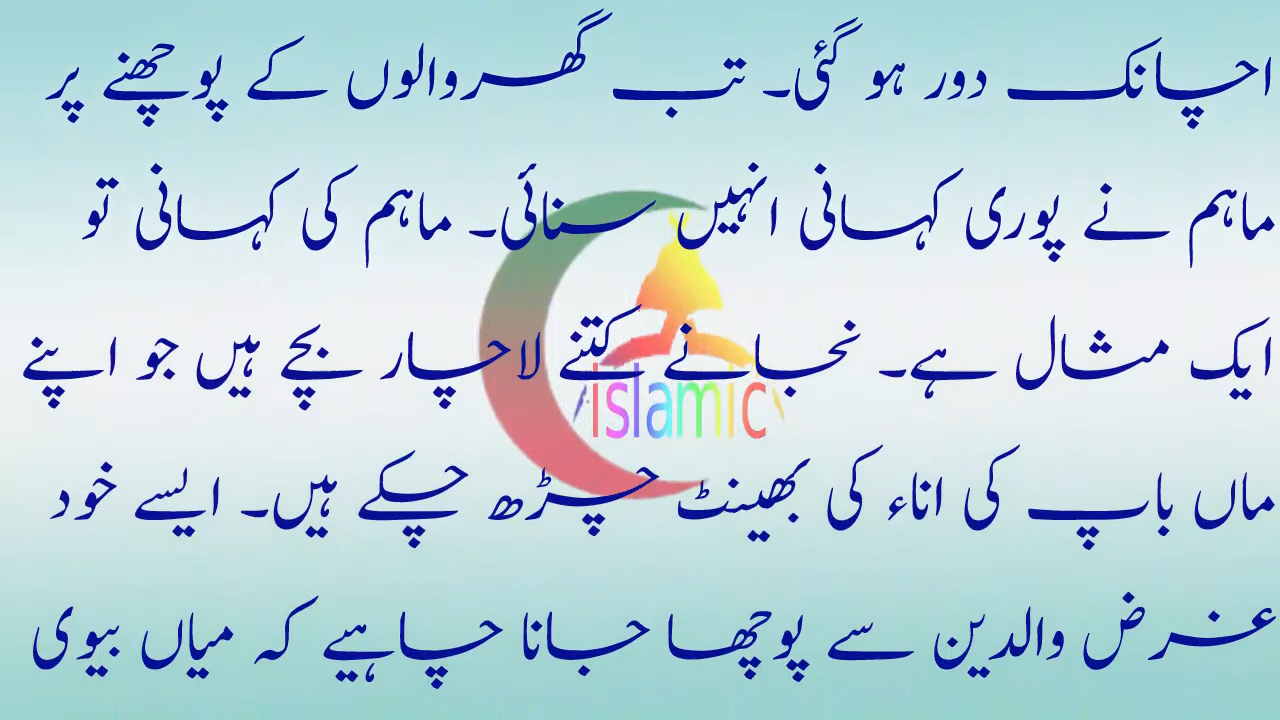 اچانک دور ہو گئی۔ تب گھر والوں کے پوچھنے پر
ماہم نے پوری کہانی انہیں سنائی۔ ماہم کی کہانی تو
ایک مثال ہے۔ نجانے کتنے لاچار بچے ہیں جو اپنے
islamic
ماں باپ کی اناء کی بھینٹ چڑھ چکے ہیں۔ ایسے خود
غرض والدین سے پوچھا جانا چاہیے کہ میاں بیوی